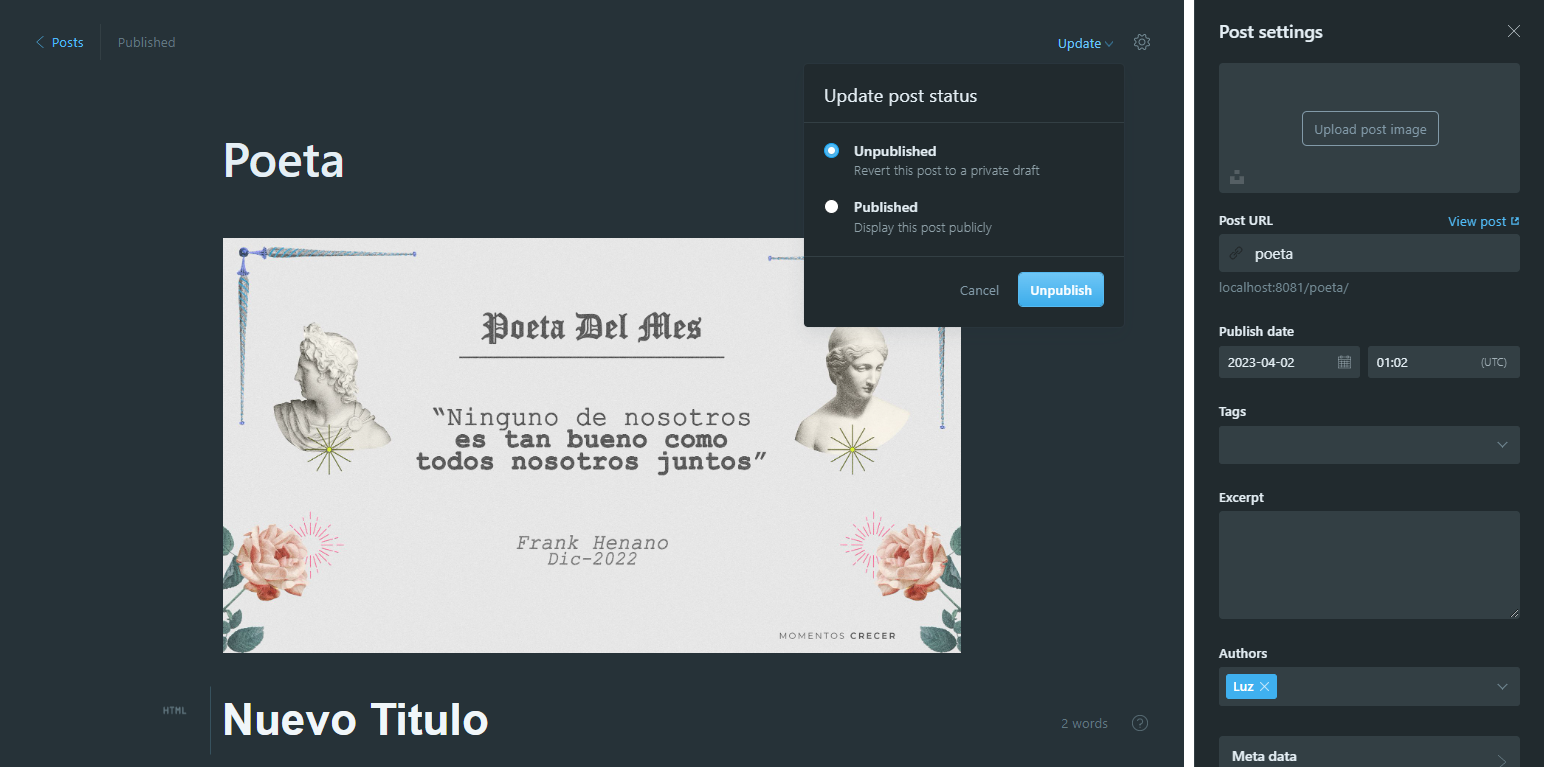 Posts
Published
Update
Update post status
Unpublished
Revert this post to a private draft
Published
Display this post publicly
Cancel
Unpublish
Poeta
Poeta Del Mes
“Ninguno de nosotros
es tan bueno como
todos nosotros juntos”
Frank Henano
Dic-2022
MOMENTOS CRECER
HTML
Nuevo Titulo
2 words
?
Post settings
Upload post image
Post URL
View post
poeta
localhost:8081/poeta/
Publish date
2023-04-02
01:02
(UTC)
Tags
Excerpt
Authors
Luz
Meta data